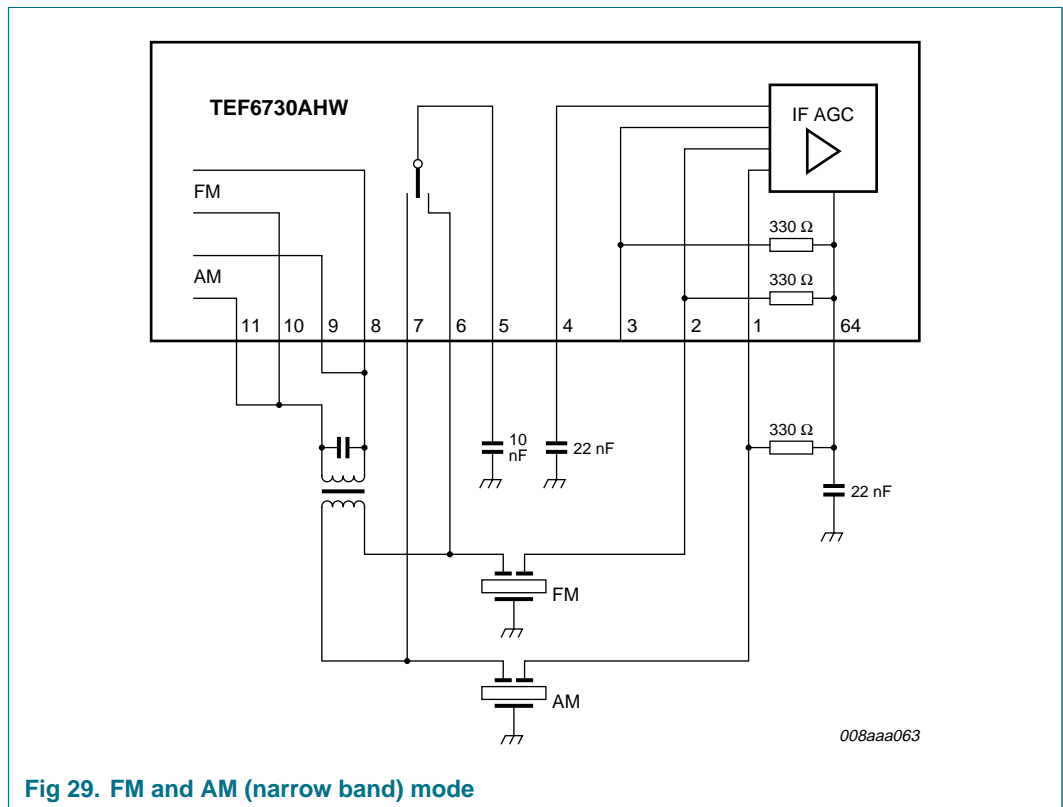 TEF6730AHW
IF AGC
FM
AM
330 Ω
330 Ω
11 10 9 8 7 6 5 4 3 2 1 64
330 Ω
10
nF
22 nF
22 nF
FM
AM
008aaa063
Fig 29. FM and AM (narrow band) mode